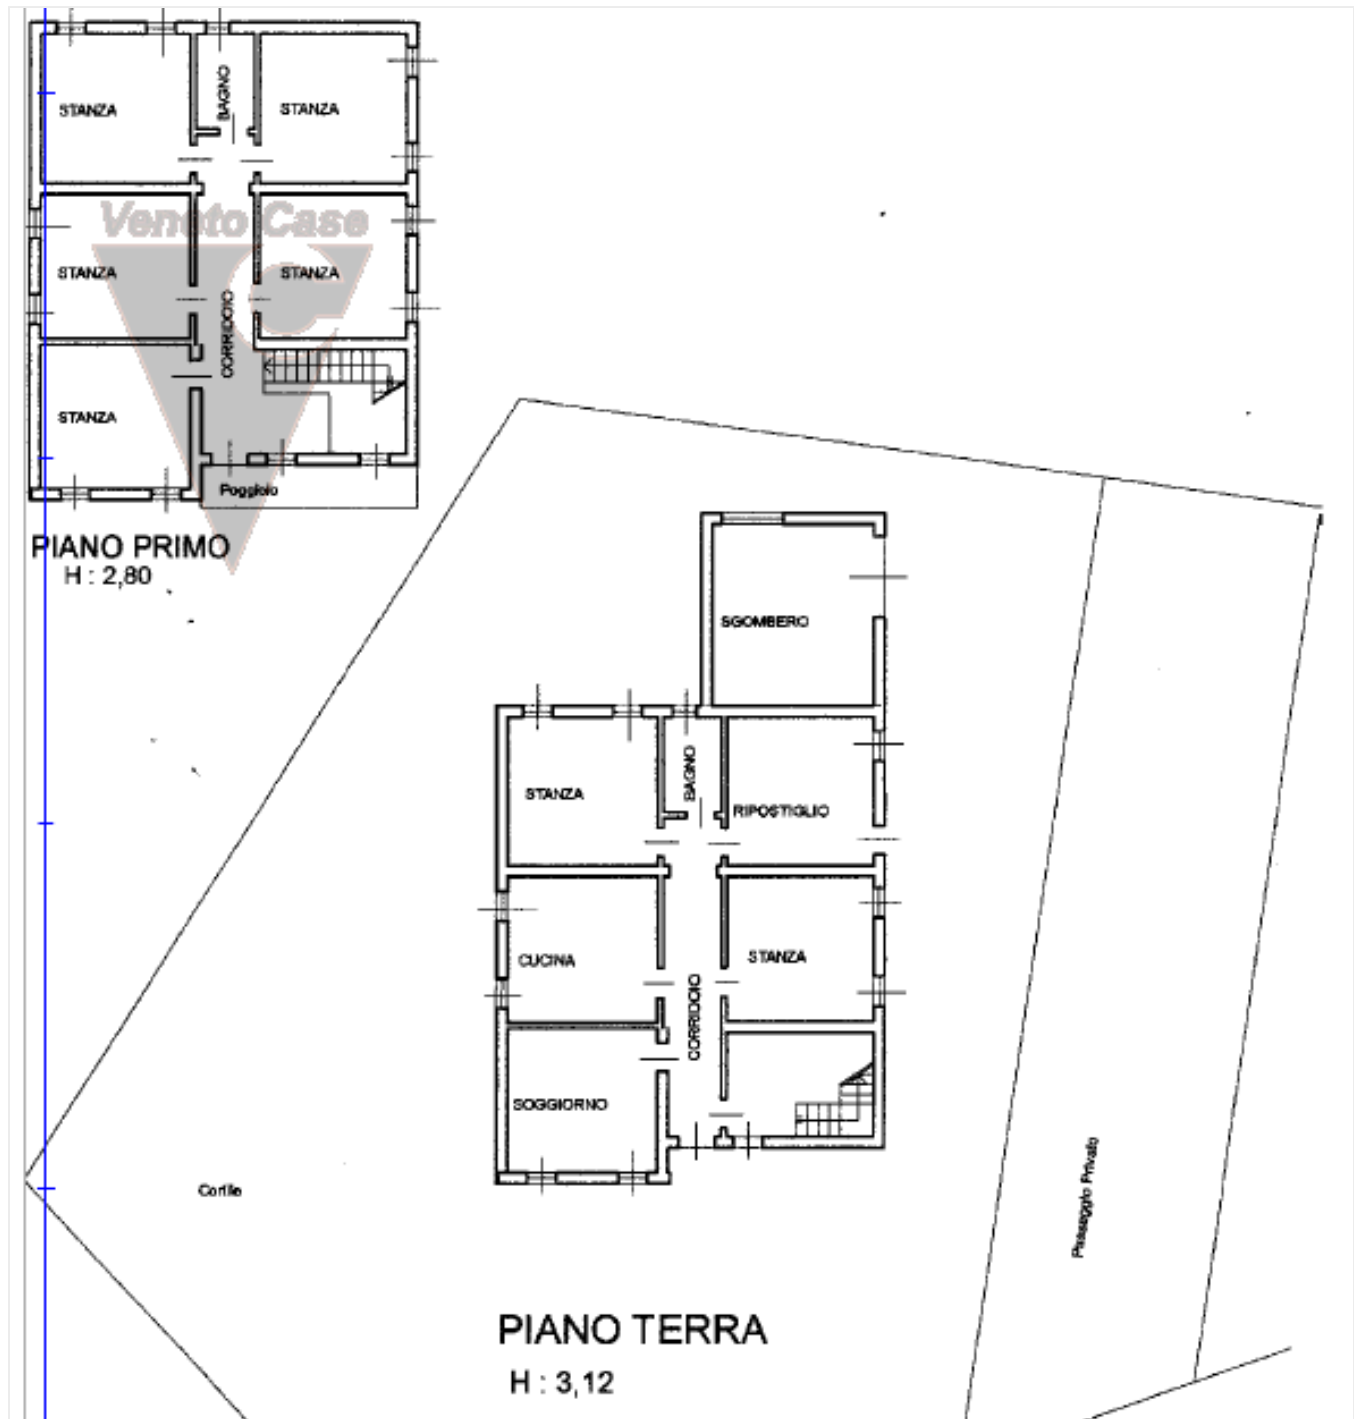 STANZA
BAGNO
STANZA
Veneto Case
STANZA
STANZA
CORRIDOIO
STANZA
Poggiolo
PIANO PRIMO
H : 2,80
SGOMBERO
STANZA
BAGNO
RIPOSTIGLIO
CUCINA
STANZA
CORRIDOIO
SOGGIORNO
Cortile
Passaggio Privato
PIANO TERRA
H : 3,12